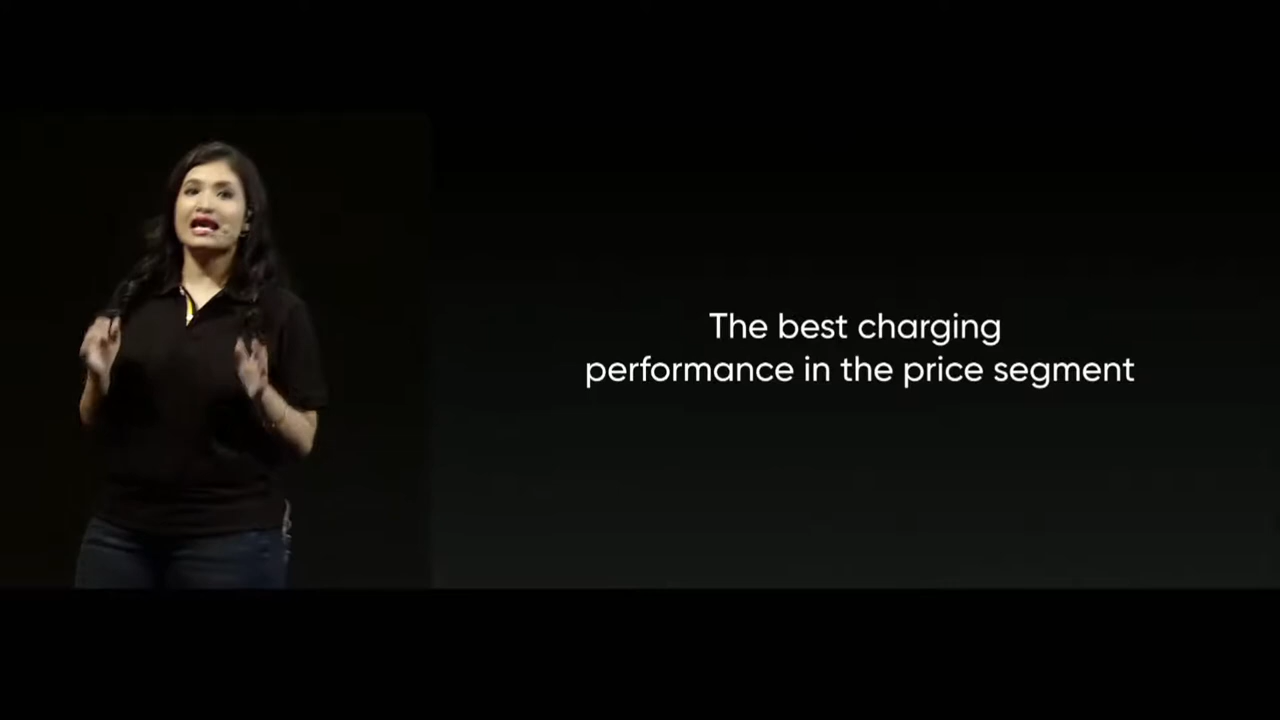 The best charging
performance in the price segment